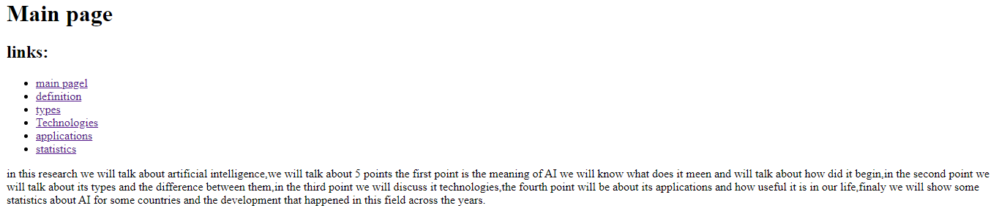 Main page
links:
main pagel
definition
types
Technologies
applications
statistics
in this research we will talk about artificial intelligence,we will talk about 5 points the first point is the meaning of AI we will know what does it meen and will talk about how did it begin,in the second point we
will talk about its types and the difference between them,in the third point we will discuss it technologies,the fourth point will be about its applications and how useful it is in our life,finaly we will show some
statistics about AI for some countries and the development that happened in this field across the years.